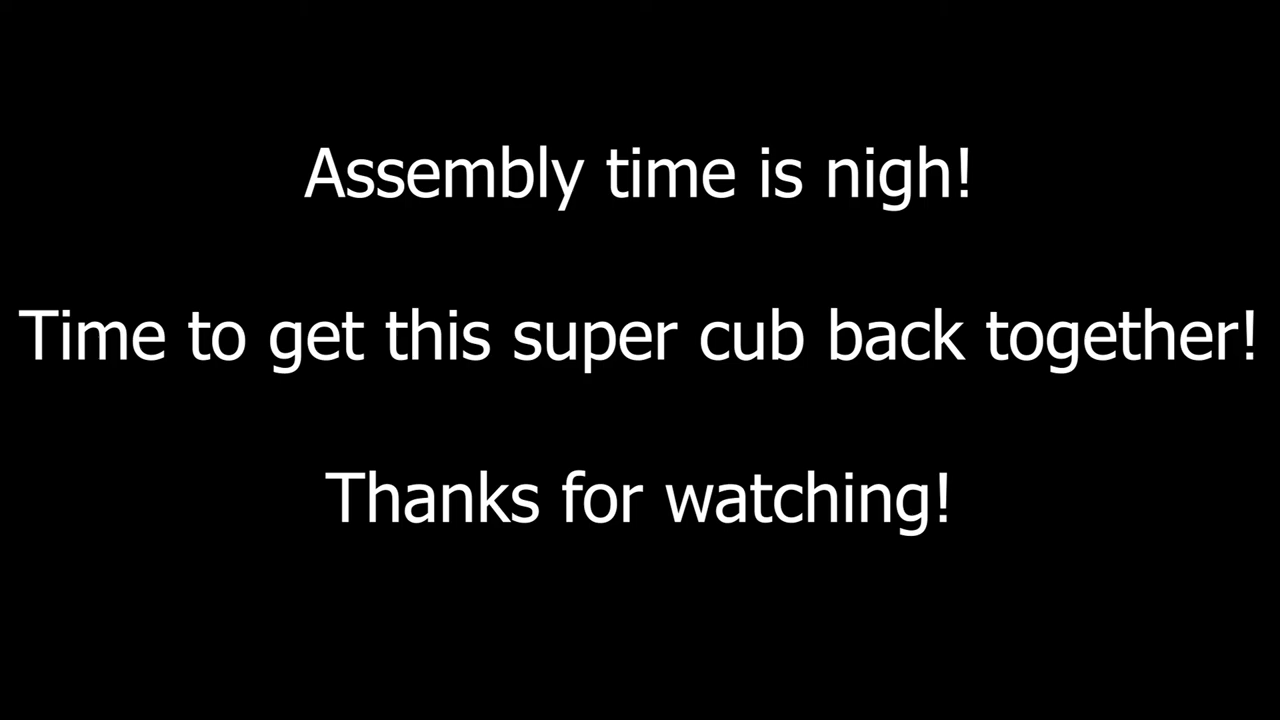 Assembly time is nigh!
Time to get this super cub back together!
Thanks for watching!